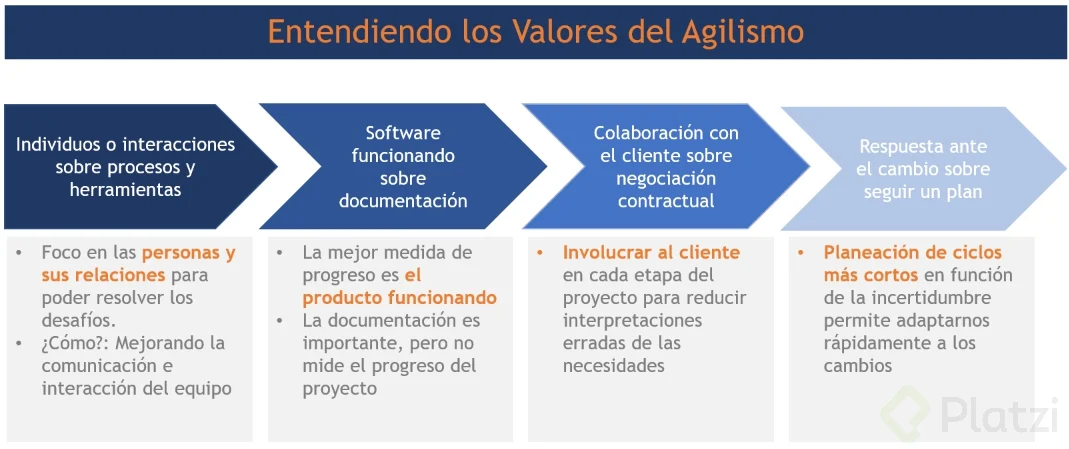 Entendiendo los Valores del Agilismo
Individuos o interacciones
sobre procesos y
herramientas
Software
funcionando
sobre
documentación
Colaboración con
el cliente sobre
negociación
contractual
Respuesta ante
el cambio sobre
seguir un plan
• Foco en las personas y
sus relaciones para
poder resolver los
desafíos.
• ¿Cómo?: Mejorando la
comunicación e
interacción del equipo
• La mejor medida de
progreso es el
producto funcionando
• La documentación es
importante, pero no
mide el progreso del
proyecto
• Involucrar al cliente
en cada etapa del
proyecto para reducir
interpretaciones
erradas de las
necesidades
• Planeación de ciclos
más cortos en función
de la incertidumbre
permite adaptarnos
rápidamente a los
cambios
Platzi